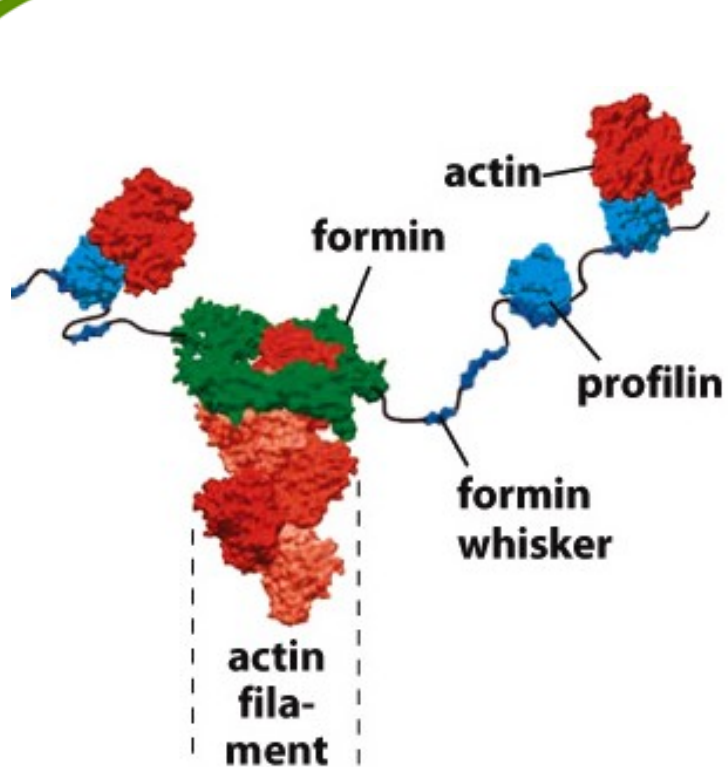 actin
formin
profilin
formin
whisker
actin
fila-
ment